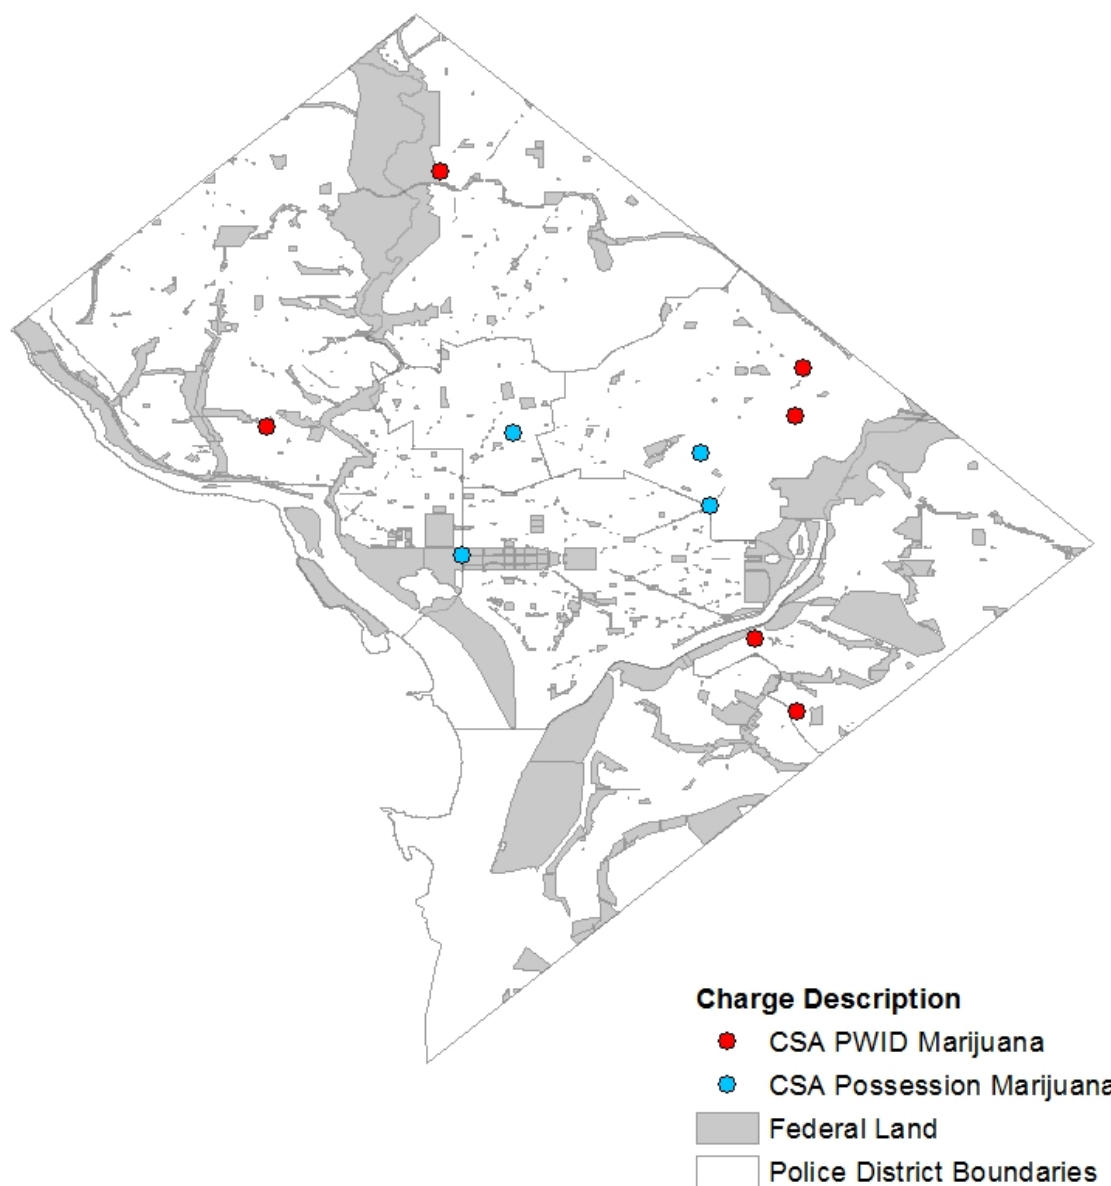 Charge Description
CSA PWID Marijuana
CSA Possession Marijuana
Federal Land
Police District Boundaries